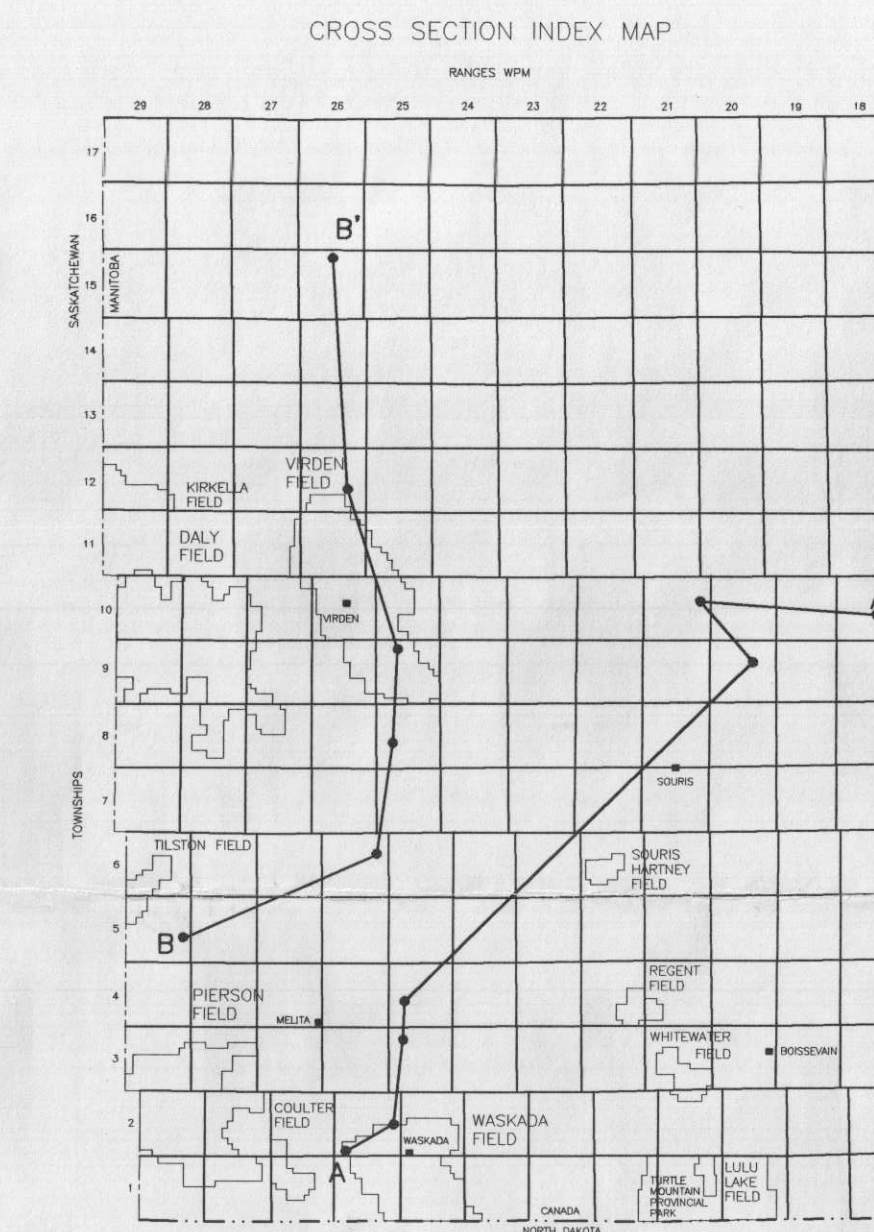 CROSS SECTION INDEX MAP
RANGES WPM
29 28 27 26 25 24 23 22 21 20 19 18
17
16
B'
SASKATCHEWAN
MANITOBA
15
14
13
VIRDEN
FIELD
12
KIRKELLA
FIELD
DALY
FIELD
11
10
VIRDEN
9
8
SOURIS
7
TOWNSHIPS
TILSTON FIELD
6
SOURIS
HARTNEY
FIELD
5
B
REGENT
FIELD
4
PIERSON
FIELD
MELITA
WHITEWATER
FIELD
BOISSEVAIN
3
COULTER
FIELD
WASKADA
FIELD
2
WASKADA
A
LULU
LAKE
FIELD
TURTLE
MOUNTAIN
PROVINCIAL
PARK
1
CANADA
NORTH DAKOTA